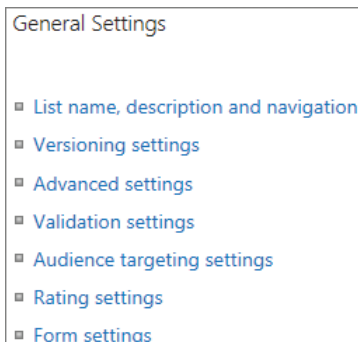 General Settings
List name, description and navigation
Versioning settings
Advanced settings
Validation settings
Audience targeting settings
Rating settings
Form settings